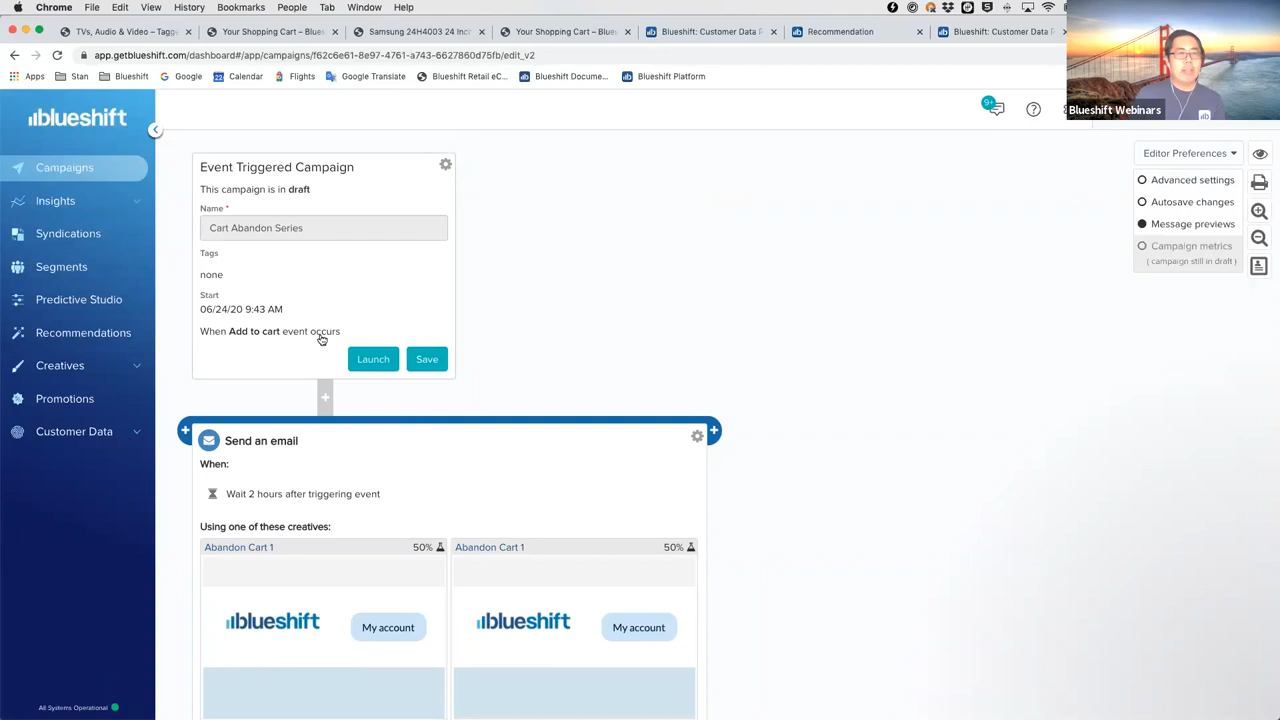 Chrome File Edit View History Bookmarks People Tab Window Help
TVs, Audio & Video – Tagge
Your Shopping Cart – Blues
Samsung 24H4003 24 Inch
Your Shopping Cart – Blues
Blueshift: Customer Data P
Recommendation
Blueshift: Customer Data P
app.getblueshift.com/dashboard#/app/campaigns/f62c6e61-8e97-4761-a743-6627860d75fb/edit_v2
Apps Stan Blueshift Google 22 Calendar Flights Google Translate Blueshift Retail eC... Blueshift Docume... Blueshift Platform
Blueshift Webinars
blueshift
Campaigns
Insights
Syndications
Segments
Predictive Studio
Recommendations
Creatives
Promotions
Customer Data
All Systems Operational
9+
Event Triggered Campaign
This campaign is in draft
Name *
Cart Abandon Series
Tags
none
Start
06/24/20 9:43 AM
When Add to cart event occurs
Launch Save
Send an email
When:
Wait 2 hours after triggering event
Using one of these creatives:
Abandon Cart 1 50%
Abandon Cart 1 50%
blueshift My account
blueshift My account
Editor Preferences
Advanced settings
Autosave changes
Message previews
Campaign metrics
( campaign still in draft )